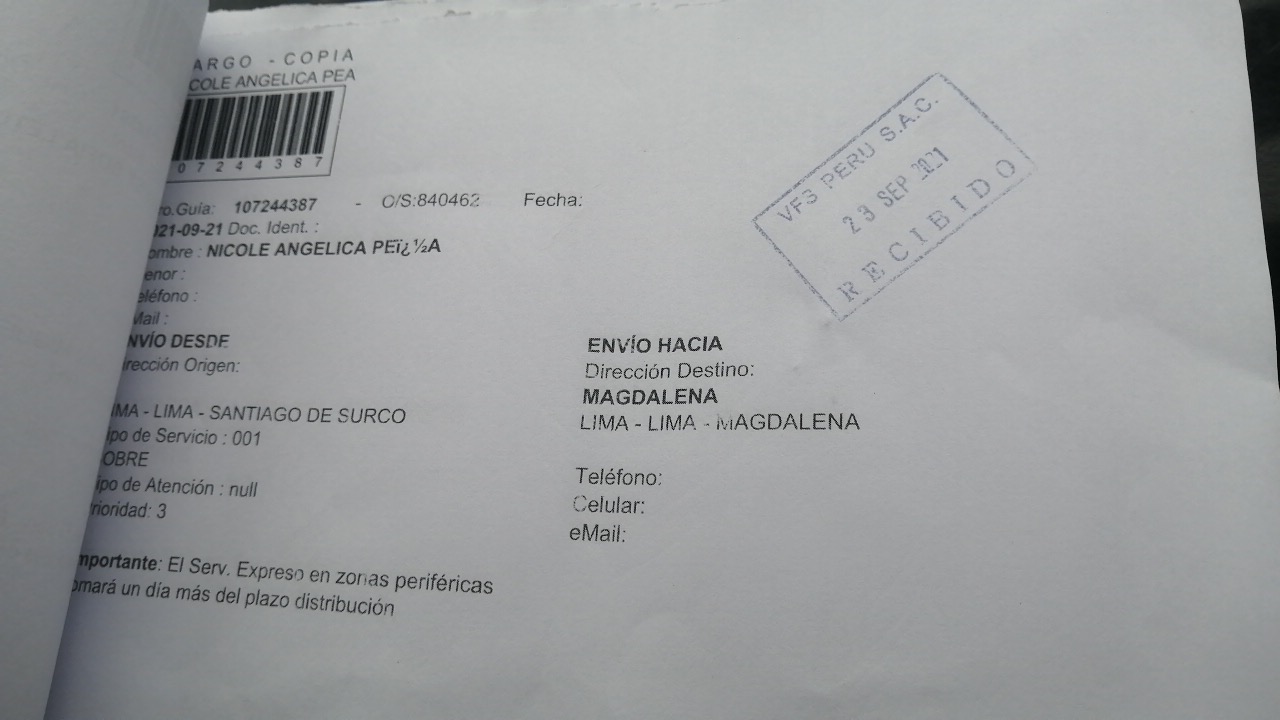 ARGO - COPIA
COLE ANGELICA PEA
07244387
ro.Guía: 107244387 - O/S:840462 Fecha:
021-09-21 Doc. Ident. :
ombre : NICOLE ANGELICA PEï¿½A
enor :
eléfono :
Mail :
NVÍO DESDE
irección Origen:
IMA - LIMA - SANTIAGO DE SURCO
ipo de Servicio : 001
OBRE
ipo de Atención : null
rioridad: 3
mportante: El Serv. Expreso en zonas periféricas
omará un día más del plazo distribución
ENVÍO HACIA
Dirección Destino:
MAGDALENA
LIMA - LIMA - MAGDALENA
Teléfono:
Celular:
eMail:
VFS PERU S.A.C.
23 SEP 2021
RECIBIDO